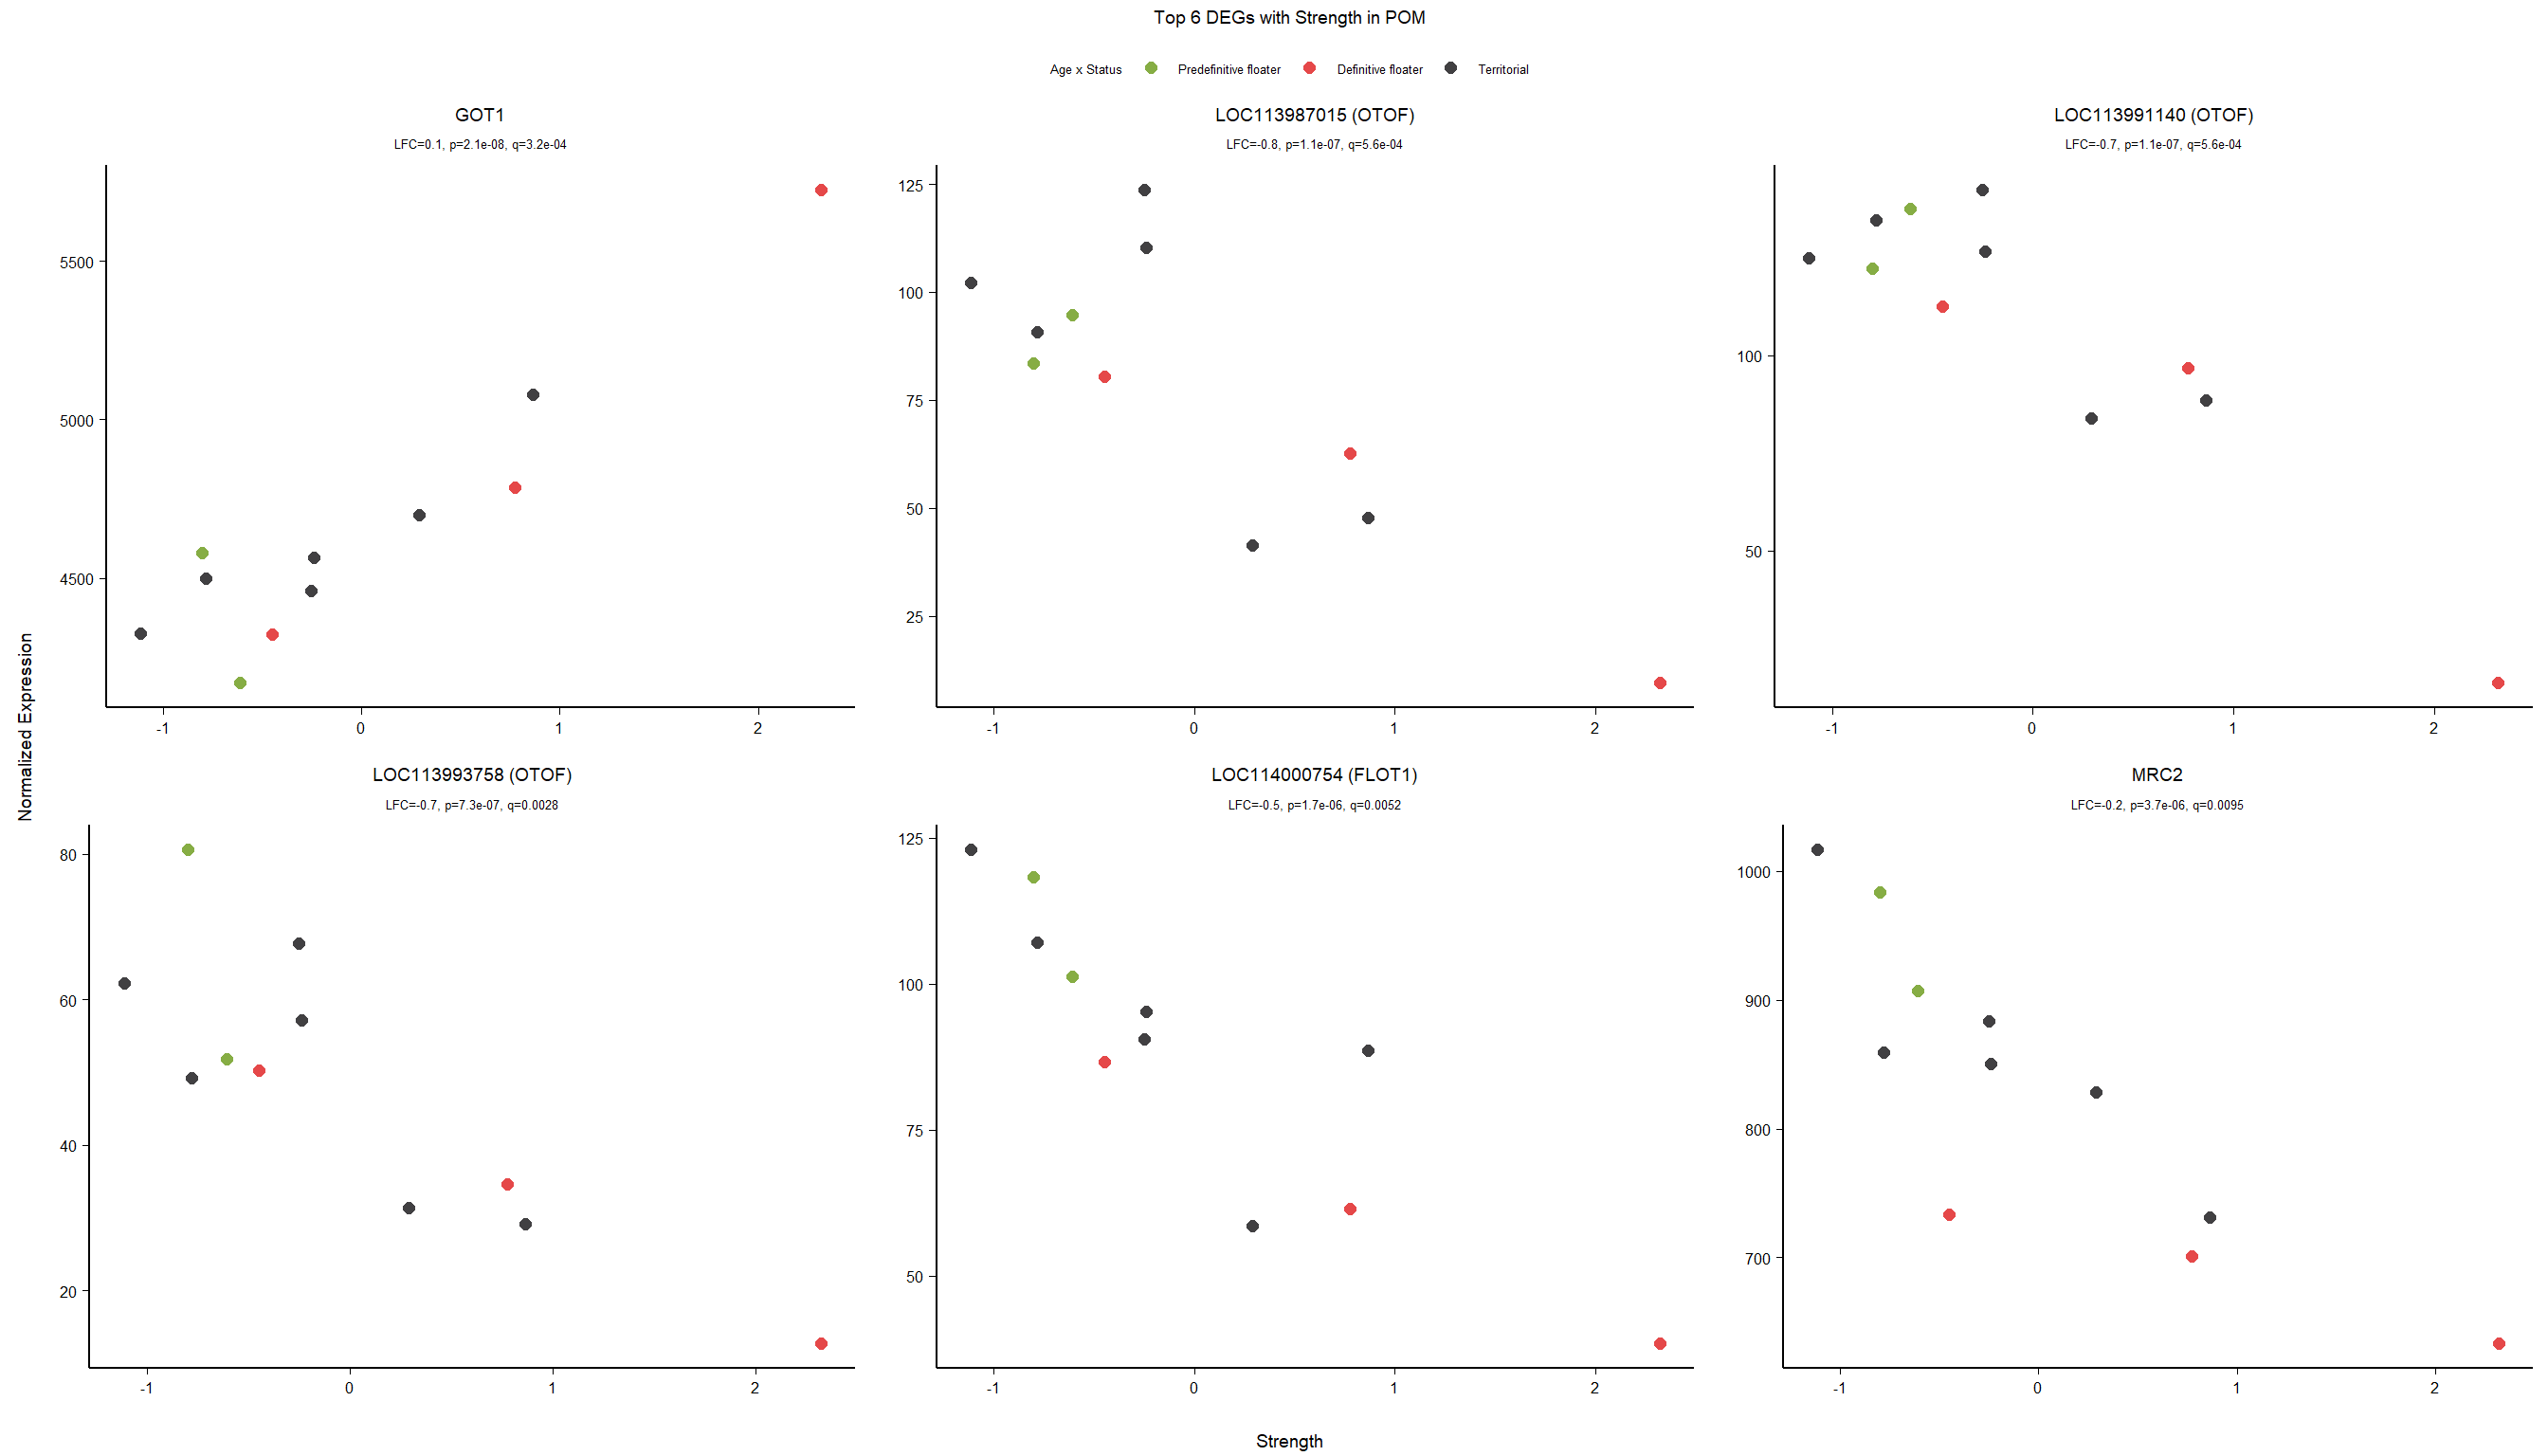 Top 6 DEGs with Strength in POM
Age x Status Predefinitive floater Definitive floater Territorial
GOT1
LFC=0.1, p=2.1e-08, q=3.2e-04
5500
5000
4500
-1 0 1 2
LOC113987015 (OTOF)
LFC=-0.8, p=1.1e-07, q=5.6e-04
125
100
75
50
25
-1 0 1 2
LOC113991140 (OTOF)
LFC=-0.7, p=1.1e-07, q=5.6e-04
100
50
-1 0 1 2
Normalized Expression
LOC113993758 (OTOF)
LFC=-0.7, p=7.3e-07, q=0.0028
80
60
40
20
-1 0 1 2
LOC114000754 (FLOT1)
LFC=-0.5, p=1.7e-06, q=0.0052
125
100
75
50
-1 0 1 2
MRC2
LFC=-0.2, p=3.7e-06, q=0.0095
1000
900
800
700
-1 0 1 2
Strength